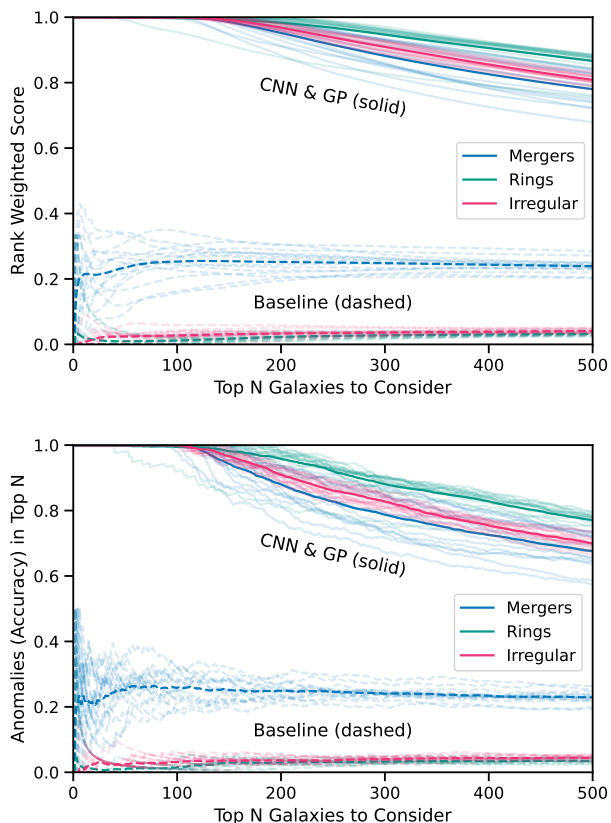 1.0
0.8
0.6
0.4
0.2
0.0
Rank Weighted Score
CNN & GP (solid)
Mergers
Rings
Irregular
Baseline (dashed)
0 100 200 300 400 500
Top N Galaxies to Consider
1.0
0.8
0.6
0.4
0.2
0.0
Anomalies (Accuracy) in Top N
CNN & GP (solid)
Mergers
Rings
Irregular
Baseline (dashed)
0 100 200 300 400 500
Top N Galaxies to Consider